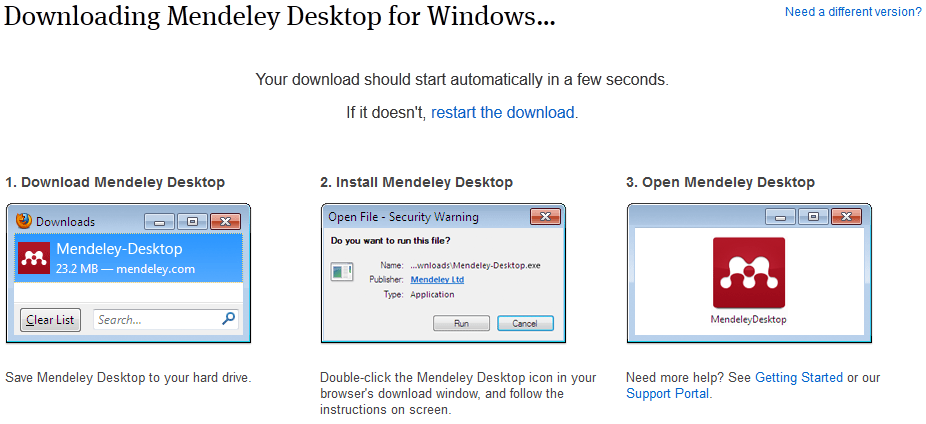 Downloading Mendeley Desktop for Windows...
Need a different version?
Your download should start automatically in a few seconds.
If it doesn't, restart the download.
1. Download Mendeley Desktop
Downloads
Mendeley-Desktop
23.2 MB — mendeley.com
Clear List
Search...
Save Mendeley Desktop to your hard drive.
2. Install Mendeley Desktop
Open File - Security Warning
Do you want to run this file?
Name: ...wnloads\Mendeley-Desktop.exe
Publisher: Mendeley Ltd
Type: Application
Run
Cancel
Double-click the Mendeley Desktop icon in your
browser's download window, and follow the
instructions on screen.
3. Open Mendeley Desktop
MendeleyDesktop
Need more help? See Getting Started or our
Support Portal.